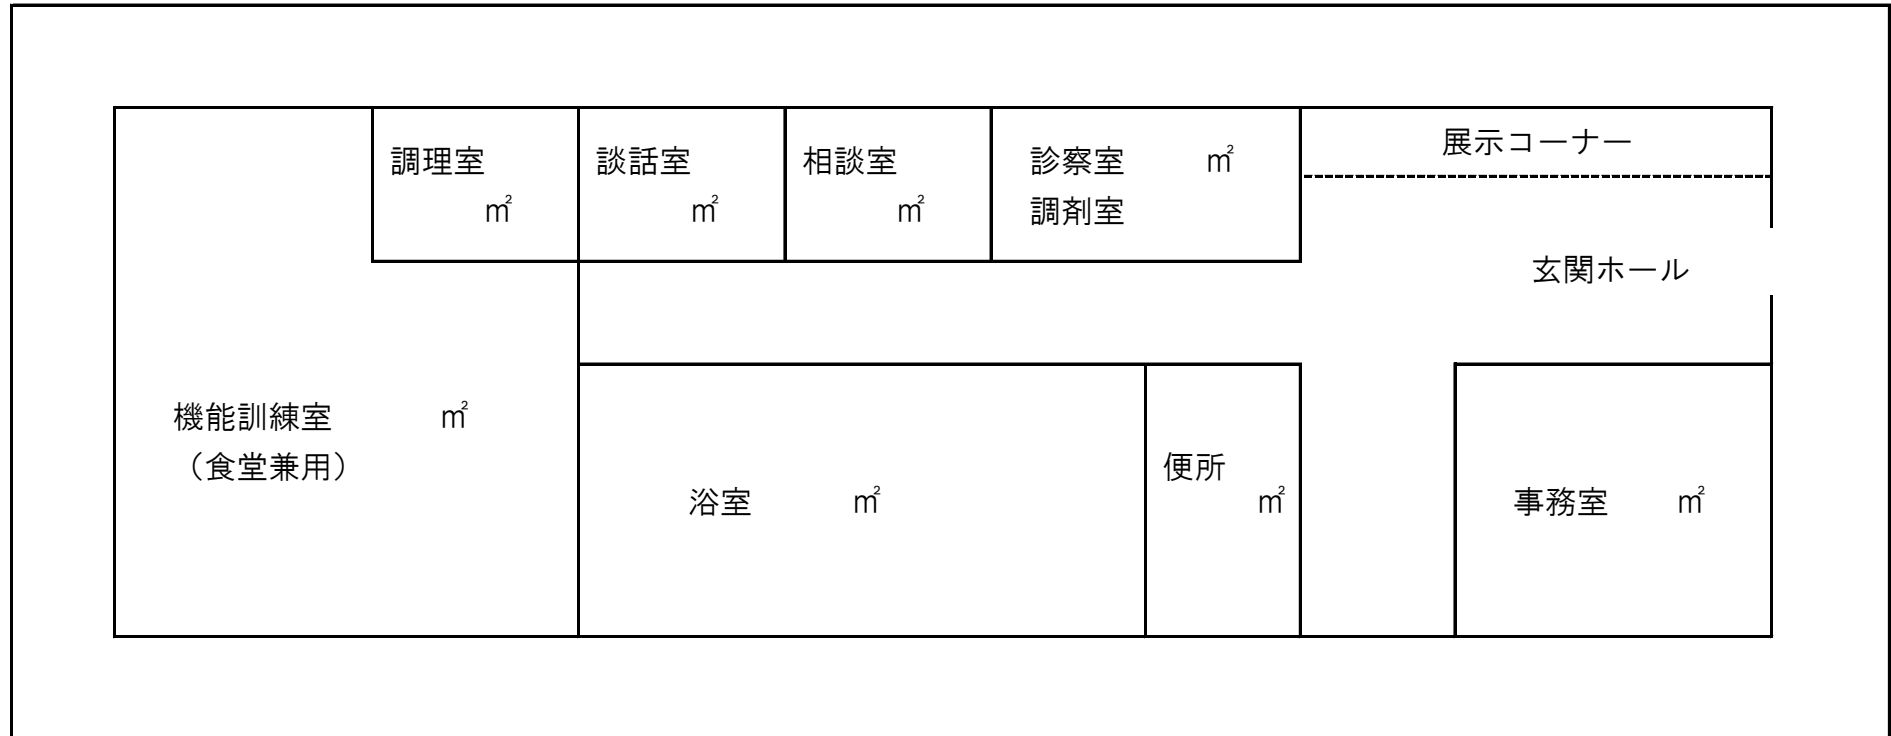 調理室
㎡
談話室
㎡
相談室
㎡
診察室 ㎡
調剤室
展示コーナー
玄関ホール
機能訓練室 ㎡
（食堂兼用）
浴室 ㎡
便所
㎡
事務室 ㎡